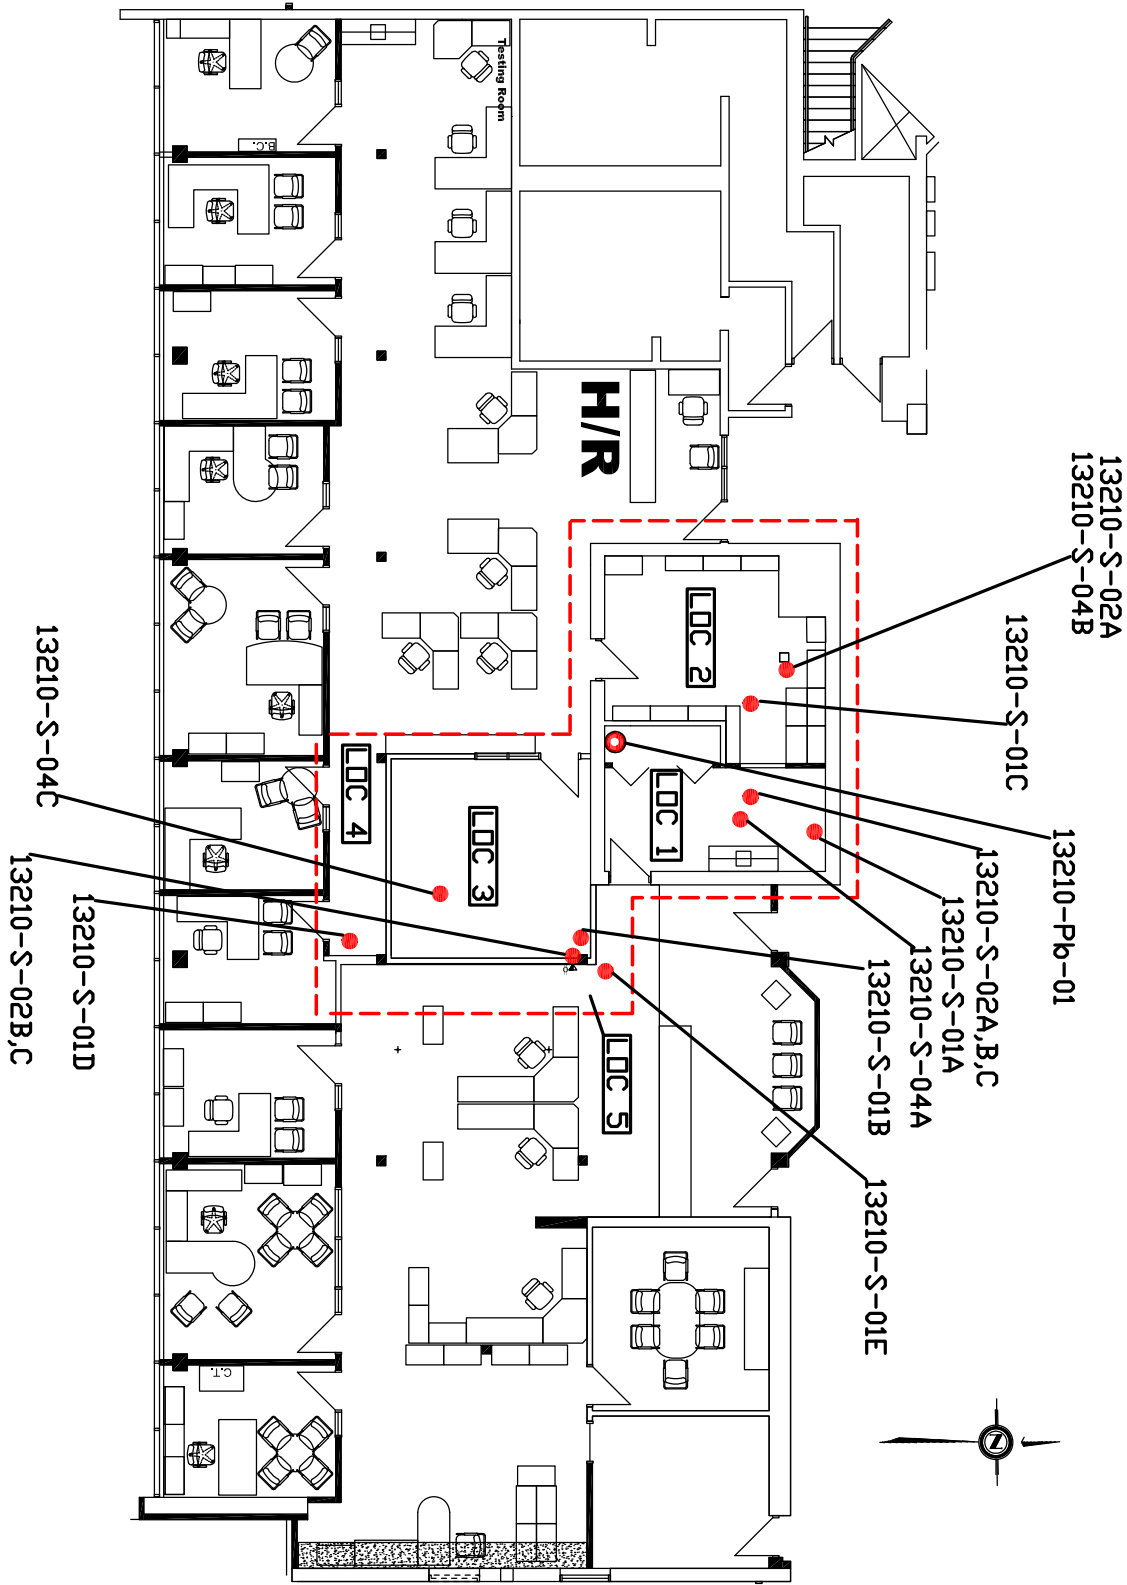 13210-S-02A
13210-S-04B
13210-S-01C
13210-Pb-01
13210-S-02A,B,C
13210-S-01A
13210-S-04A
13210-S-01B
13210-S-01E
Testing Room
H/R
LOC 2
LOC 1
LOC 3
LOC 4
LOC 5
B.C.
C.T.
N
13210-S-04C
13210-S-01D
13210-S-02B,C